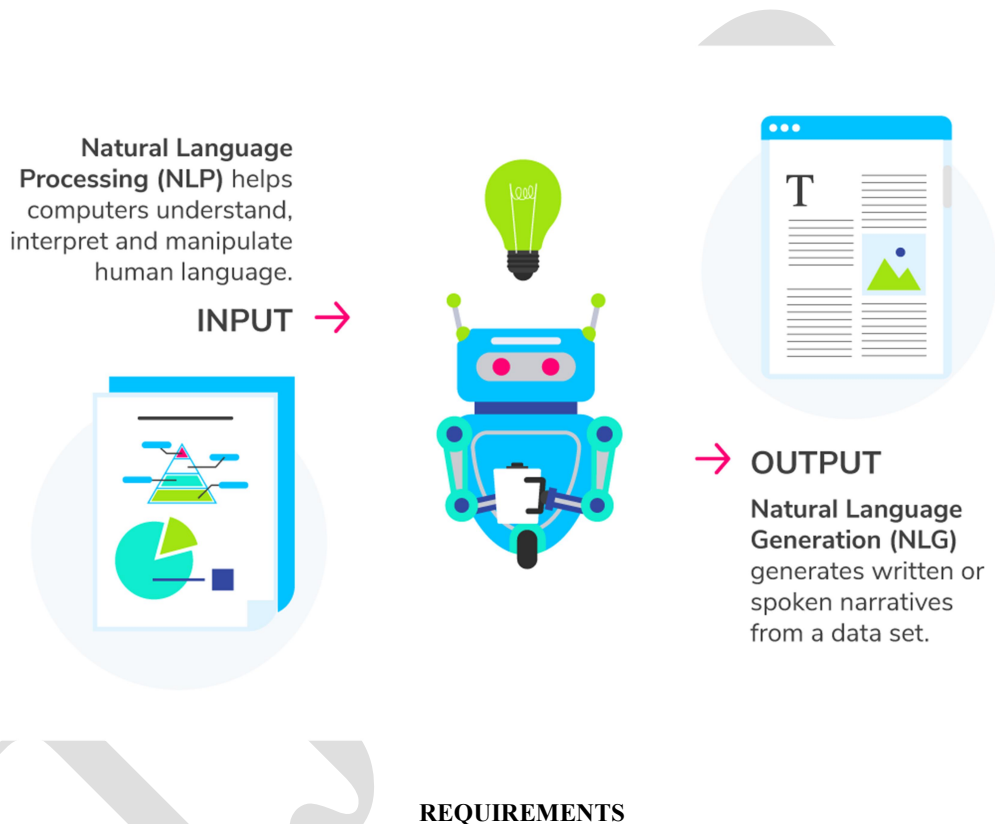 Natural Language
Processing (NLP) helps
computers understand,
interpret and manipulate
human language.
INPUT
T
OUTPUT
Natural Language
Generation (NLG)
generates written or
spoken narratives
from a data set.
REQUIREMENTS